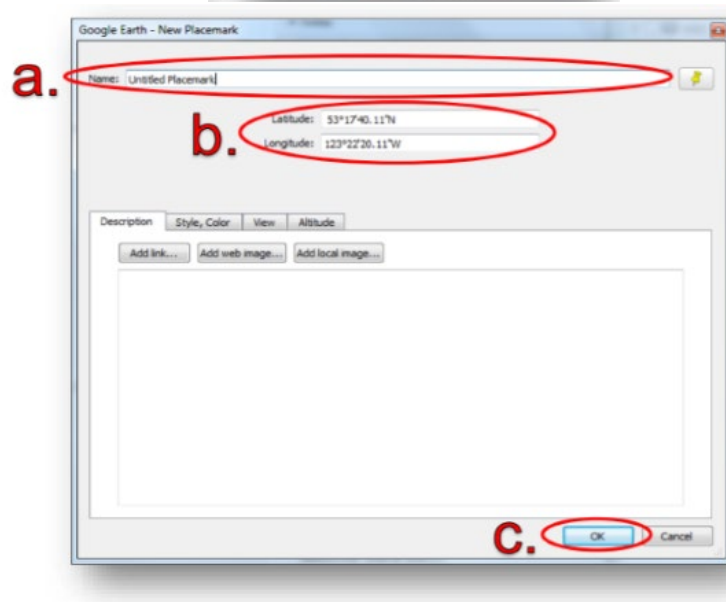 Google Earth - New Placemark
a.
Name: Untitled Placemark
b.
Latitude: 53°17'40.11"N
Longitude: 123°22'20.11"W
Description Style, Color View Altitude
Add link... Add web image... Add local image...
c.
OK Cancel